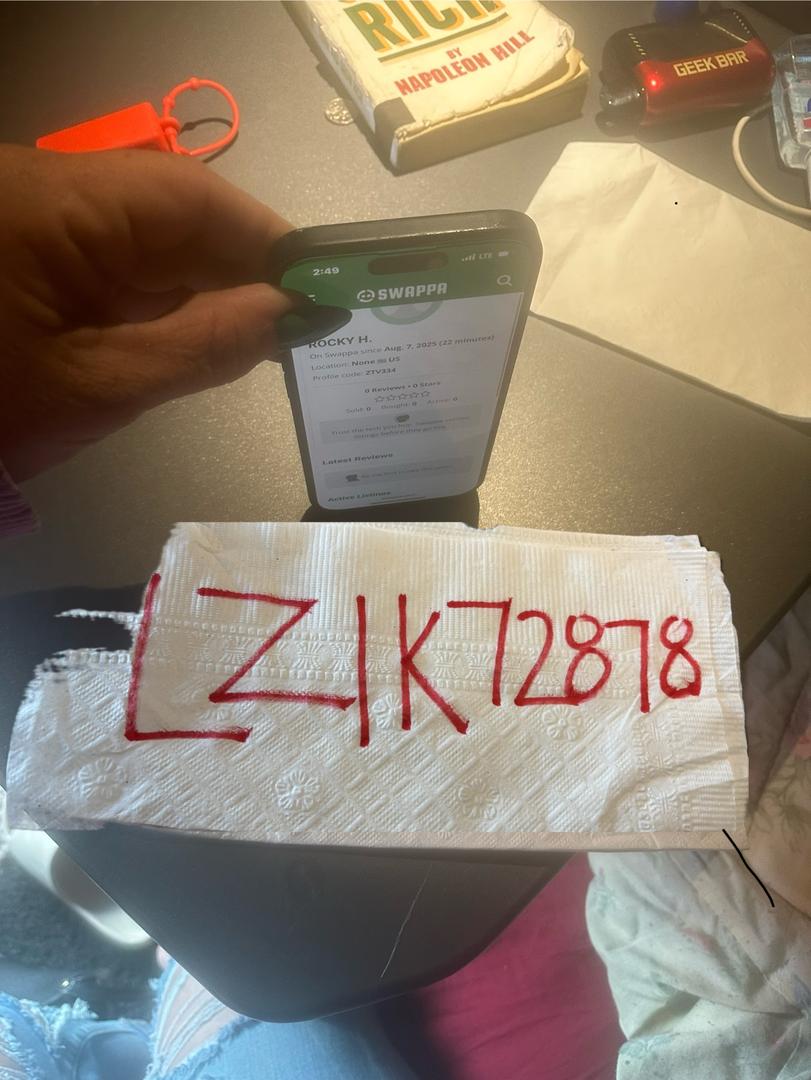 RICH
BY
NAPOLEON HILL
GEEK BAR
2:49
LTE
SWAPPA
ROCKY H.
On Swappa since Aug. 7, 2025 (22 minutes)
Location: None US
Profile code: ZTV334
0 Reviews • 0 Stars
Sold: 0 Bought: 0 Active: 0
Latest Reviews
Active Listings
LZIK72878